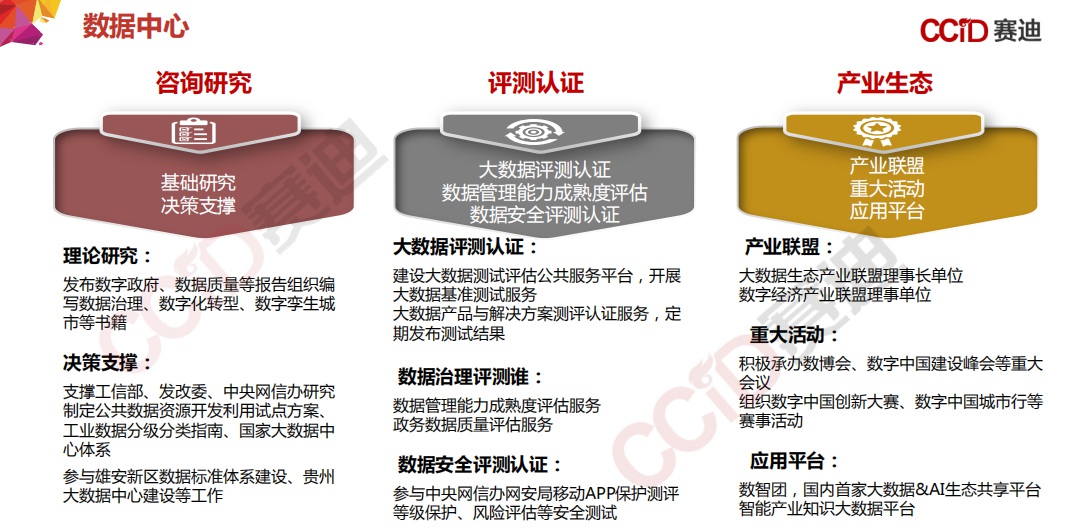 数据中心
CCiD 赛迪
咨询研究
基础研究
决策支撑
理论研究：
发布数字政府、数据质量等报告组织编
写数据治理、数字化转型、数字孪生城
市等书籍
决策支撑：
支撑工信部、发改委、中央网信办研究
制定公共数据资源开发利用试点方案、
工业数据分级分类指南、国家大数据中
心体系
参与雄安新区数据标准体系建设、贵州
大数据中心建设等工作
评测认证
大数据评测认证
数据管理能力成熟度评估
数据安全评测认证
大数据评测认证：
建设大数据测试评估公共服务平台，开展
大数据基准测试服务
大数据产品与解决方案测评认证服务，定
期发布测试结果
数据治理评测谁：
数据管理能力成熟度评估服务
政务数据质量评估服务
数据安全评测认证：
参与中央网信办网安局移动APP保护测评
等级保护、风险评估等安全测试
产业生态
产业联盟
重大活动
应用平台
产业联盟：
大数据生态产业联盟理事长单位
数字经济产业联盟理事单位
重大活动：
积极承办数博会、数字中国建设峰会等重大
会议
组织数字中国创新大赛、数字中国城市行等
赛事活动
应用平台：
数智团，国内首家大数据&AI生态共享平台
智能产业知识大数据平台
CCiD赛迪
CCiD赛迪